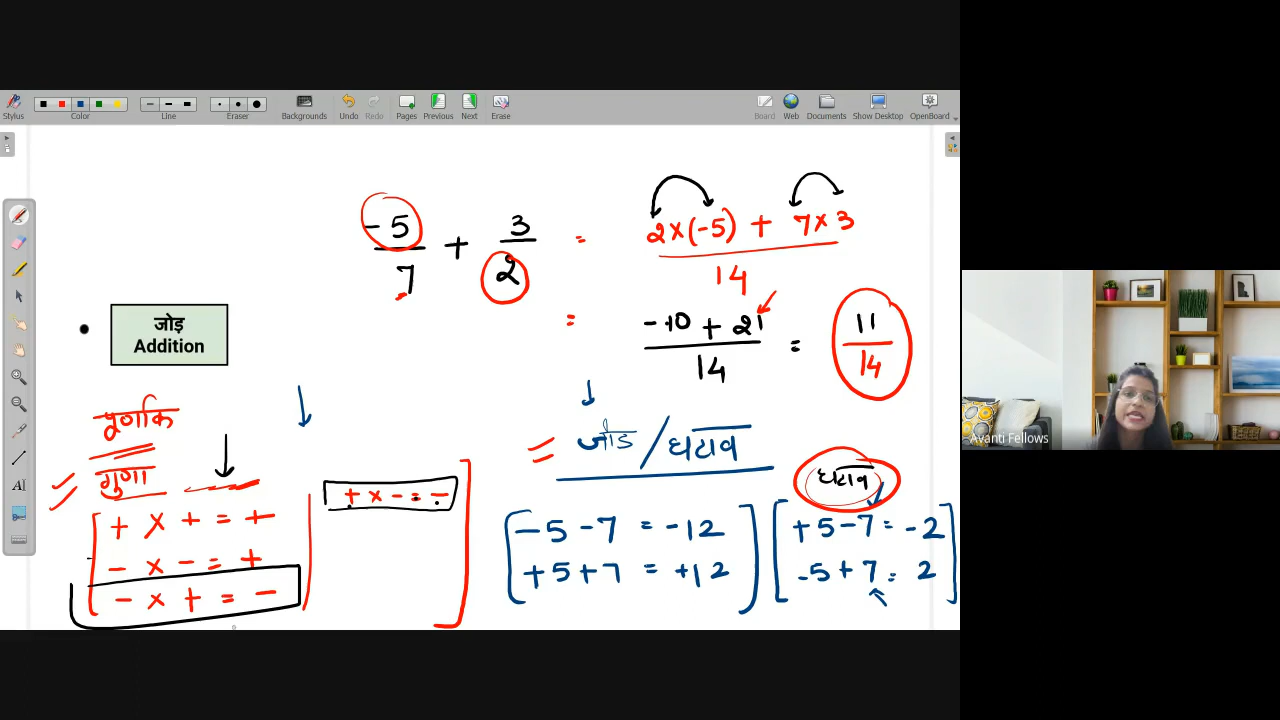 Stylus Color Line Eraser Backgrounds Undo Redo Pages Previous Next Erase Board Web Documents Show Desktop OpenBoard
-5/7 + 3/2 = 2×(-5) + 7×3 / 14
= -10 + 21 / 14 = 11/14
जोड़
Addition
पूर्णांक
गुणा
+ × + = +
- × - = +
- × + = -
+ × - = -
= जोड़ / घटाव
घटाव
-5-7 = -12
+5+7 = +12
+5-7 = -2
-5+7 = 2
Avanti Fellows